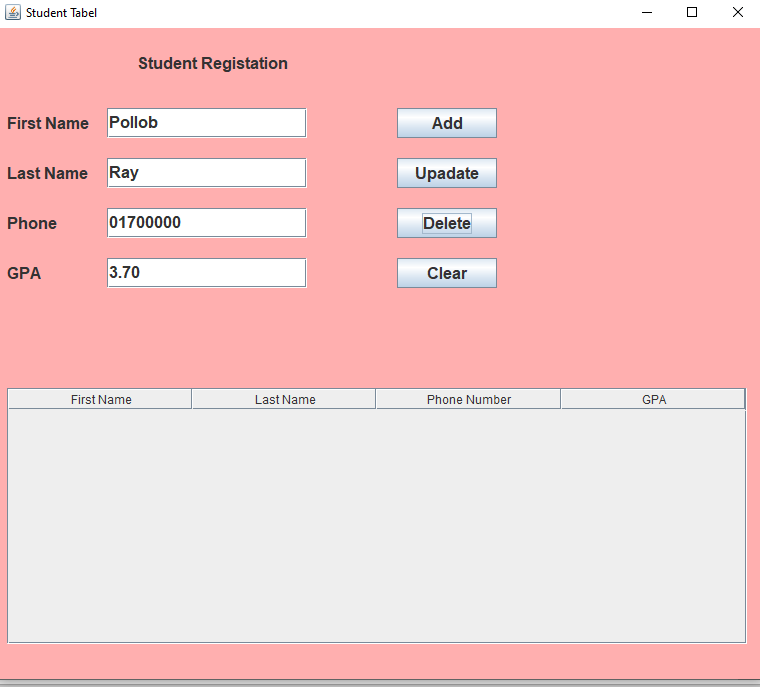 Student Tabel
Student Registation
First Name Pollob Add
Last Name Ray Upadate
Phone 01700000 Delete
GPA 3.70 Clear
First Name Last Name Phone Number GPA